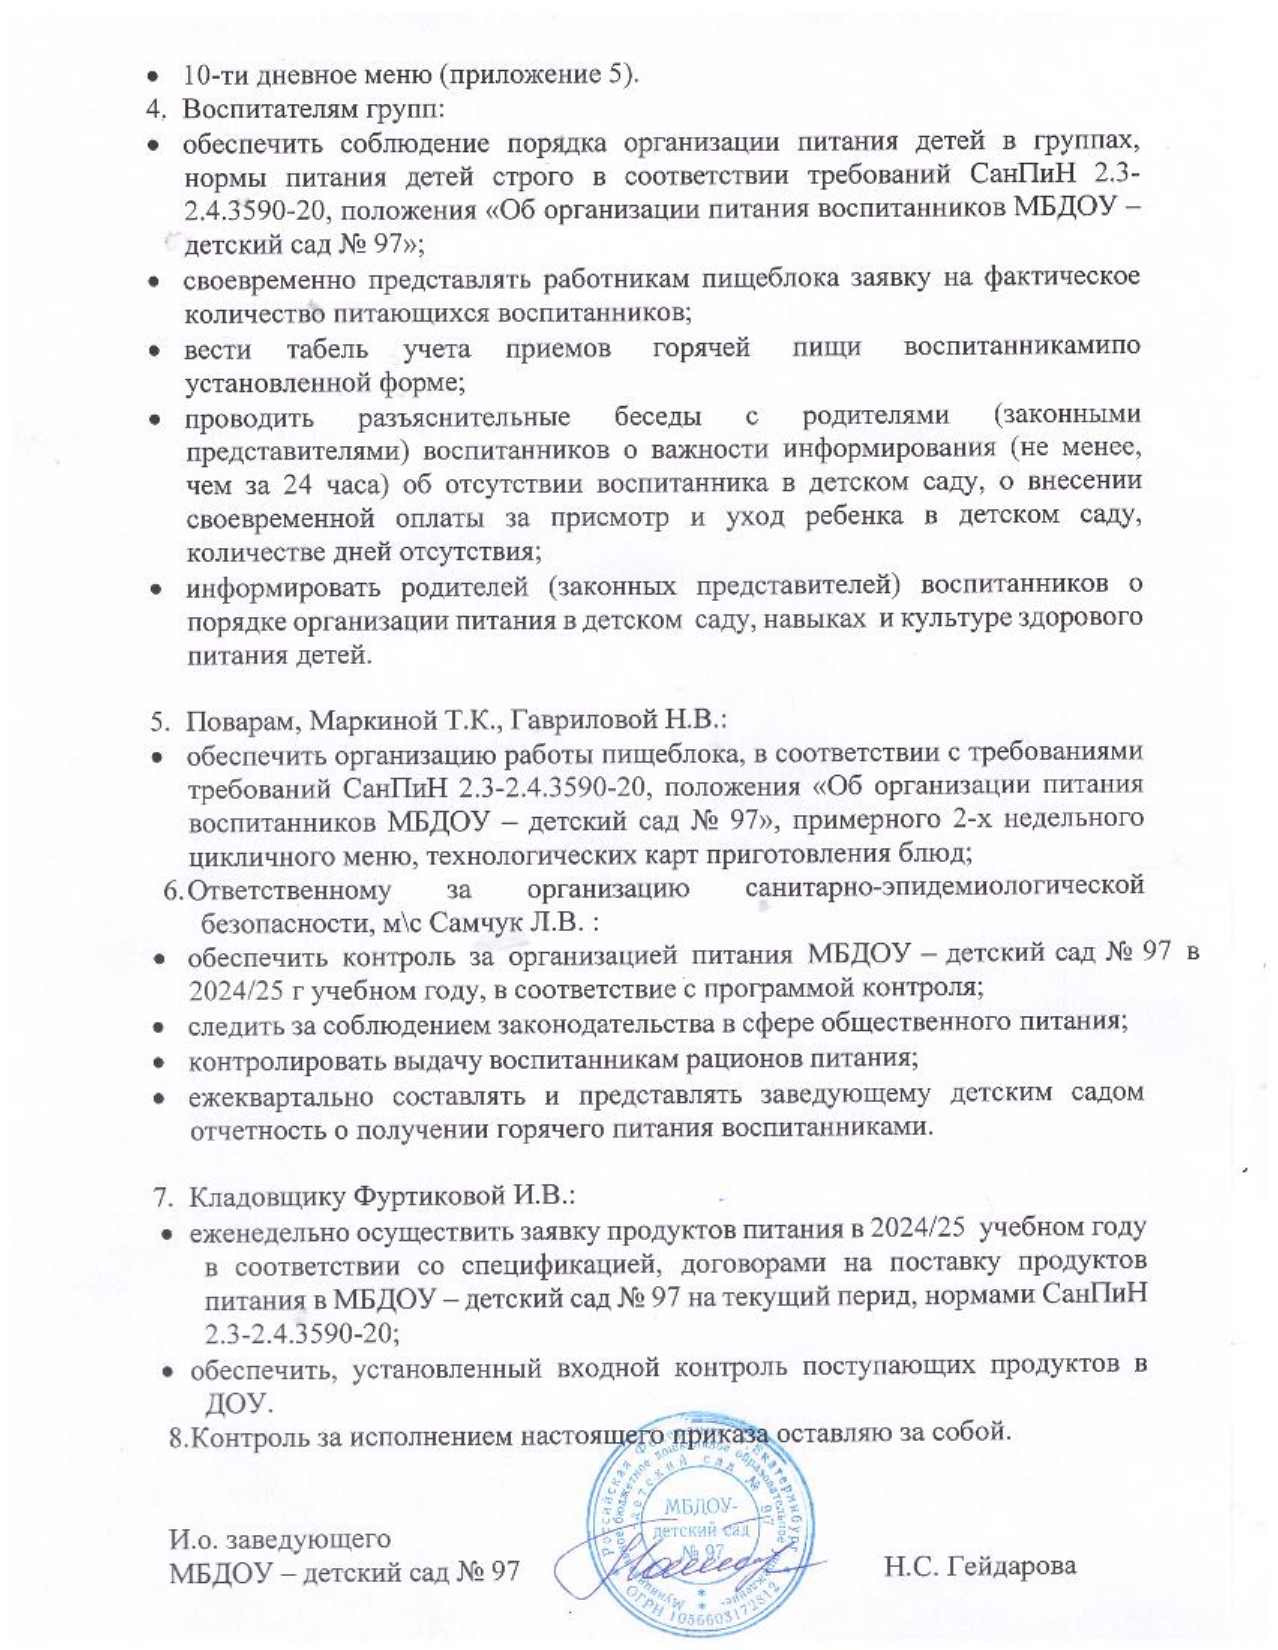 • 10-ти дневное меню (приложение 5).
4. Воспитателям групп:
• обеспечить соблюдение порядка организации питания детей в группах,
нормы питания детей строго в соответствии требований СанПиН 2.3-
2.4.3590-20, положения «Об организации питания воспитанников МБДОУ –
детский сад № 97»;
• своевременно представлять работникам пищеблока заявку на фактическое
количество питающихся воспитанников;
• вести табель учета приемов горячей пищи воспитанникамипо
установленной форме;
• проводить разъяснительные беседы с родителями (законными
представителями) воспитанников о важности информирования (не менее,
чем за 24 часа) об отсутствии воспитанника в детском саду, о внесении
своевременной оплаты за присмотр и уход ребенка в детском саду,
количестве дней отсутствия;
• информировать родителей (законных представителей) воспитанников о
порядке организации питания в детском саду, навыках и культуре здорового
питания детей.
5. Поварам, Маркиной Т.К., Гавриловой Н.В.:
• обеспечить организацию работы пищеблока, в соответствии с требованиями
требований СанПиН 2.3-2.4.3590-20, положения «Об организации питания
воспитанников МБДОУ – детский сад № 97», примерного 2-х недельного
цикличного меню, технологических карт приготовления блюд;
6.Ответственному за организацию санитарно-эпидемиологической
безопасности, м\с Самчук Л.В. :
• обеспечить контроль за организацией питания МБДОУ – детский сад № 97 в
2024/25 г учебном году, в соответствие с программой контроля;
• следить за соблюдением законодательства в сфере общественного питания;
• контролировать выдачу воспитанникам рационов питания;
• ежеквартально составлять и представлять заведующему детским садом
отчетность о получении горячего питания воспитанниками.
7. Кладовщику Фуртиковой И.В.:
• еженедельно осуществить заявку продуктов питания в 2024/25 учебном году
в соответствии со спецификацией, договорами на поставку продуктов
питания в МБДОУ – детский сад № 97 на текущий перид, нормами СанПиН
2.3-2.4.3590-20;
• обеспечить, установленный входной контроль поступающих продуктов в
ДОУ.
8.Контроль за исполнением настоящего приказа оставляю за собой.
И.о. заведующего
МБДОУ – детский сад № 97
Н.С. Гейдарова
МБДОУ-
детский сад
№ 97
ОГРН 1056603172812